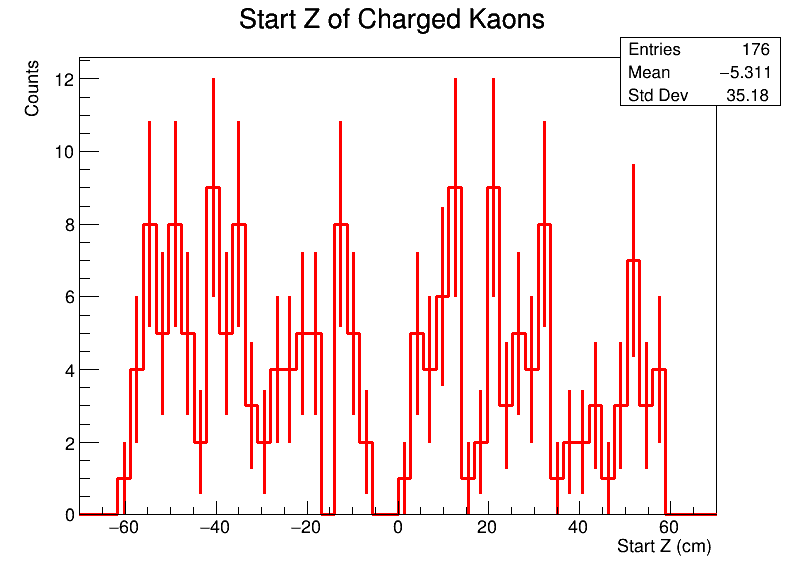 Start Z of Charged Kaons
Entries 176
Mean −5.311
Std Dev 35.18
Counts
12
10
8
6
4
2
0
−60 −40 −20 0 20 40 60
Start Z (cm)